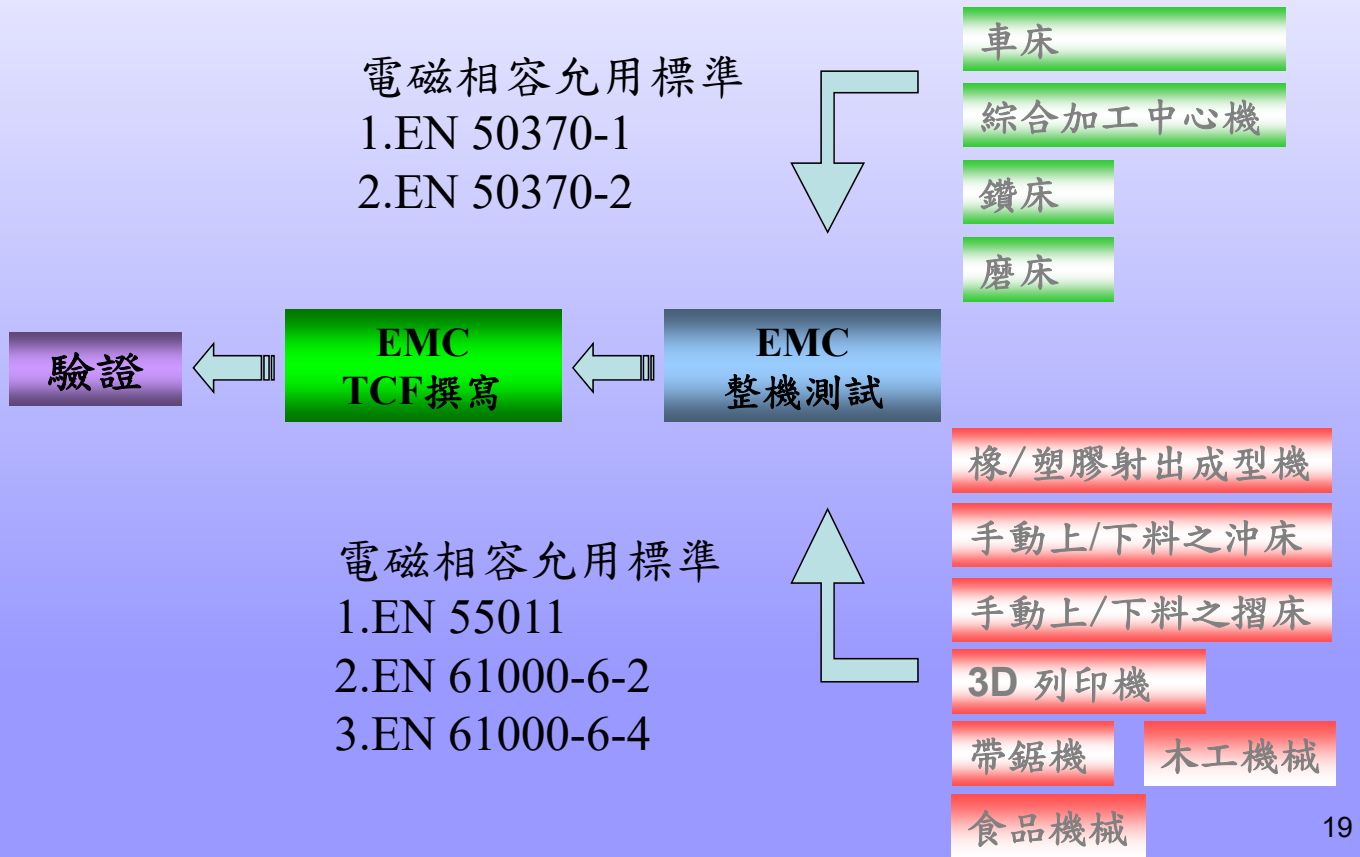 電磁相容允用標準
1.EN 50370-1
2.EN 50370-2
車床
綜合加工中心機
鑽床
磨床
驗證
EMC
TCF撰寫
EMC
整機測試
電磁相容允用標準
1.EN 55011
2.EN 61000-6-2
3.EN 61000-6-4
橡/塑膠射出成型機
手動上/下料之沖床
手動上/下料之摺床
3D 列印機
帶鋸機
木工機械
食品機械
19